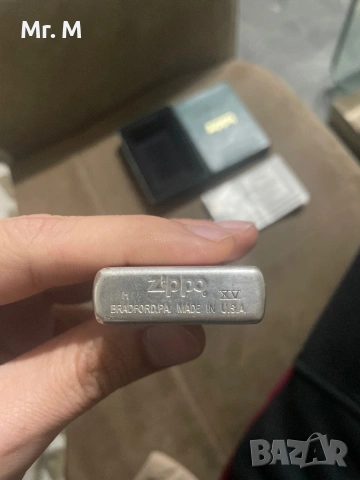 Mr. M
H zippo XV
BRADFORD,PA. MADE IN U.S.A.
BAZAR